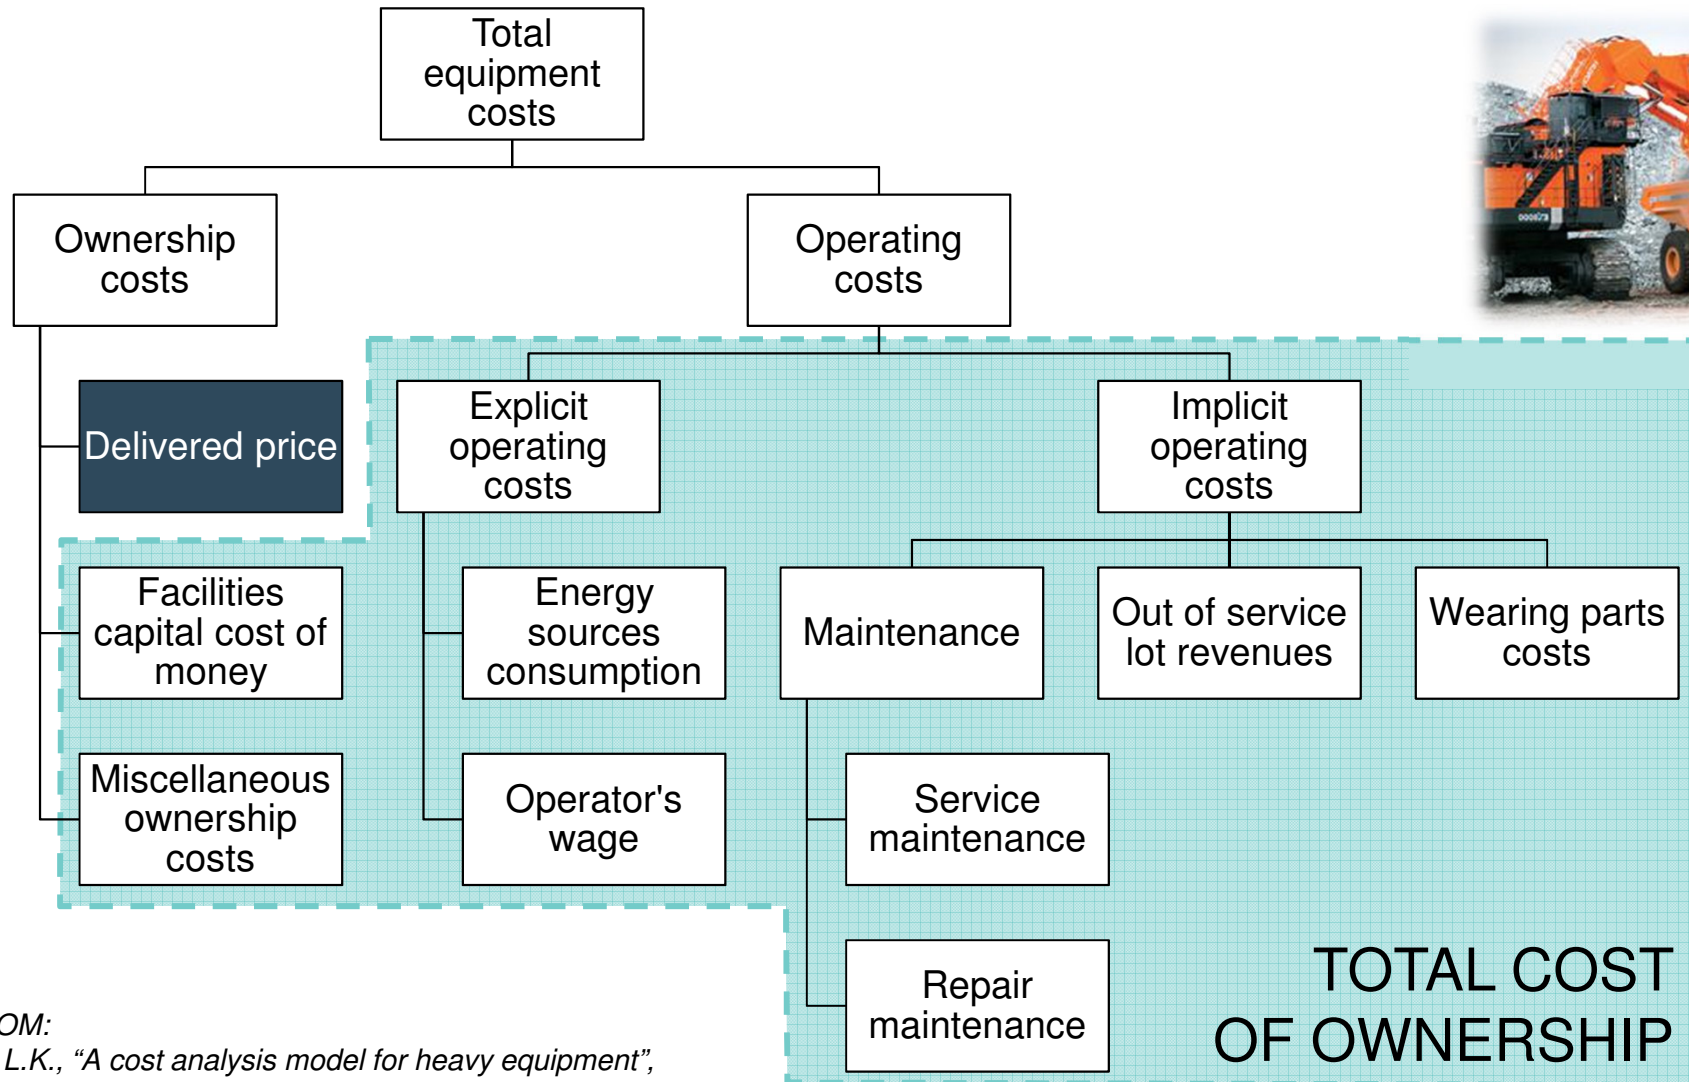 Total
equipment
costs
Ownership
costs
Operating
costs
Delivered price
Explicit
operating
costs
Implicit
operating
costs
Facilities
capital cost of
money
Energy
sources
consumption
Maintenance
Out of service
lot revenues
Wearing parts
costs
Miscellaneous
ownership
costs
Operator's
wage
Service
maintenance
Repair
maintenance
TOTAL COST
OF OWNERSHIP
OM:
L.K., “A cost analysis model for heavy equipment”,